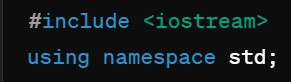 #include <iostream>
using namespace std;